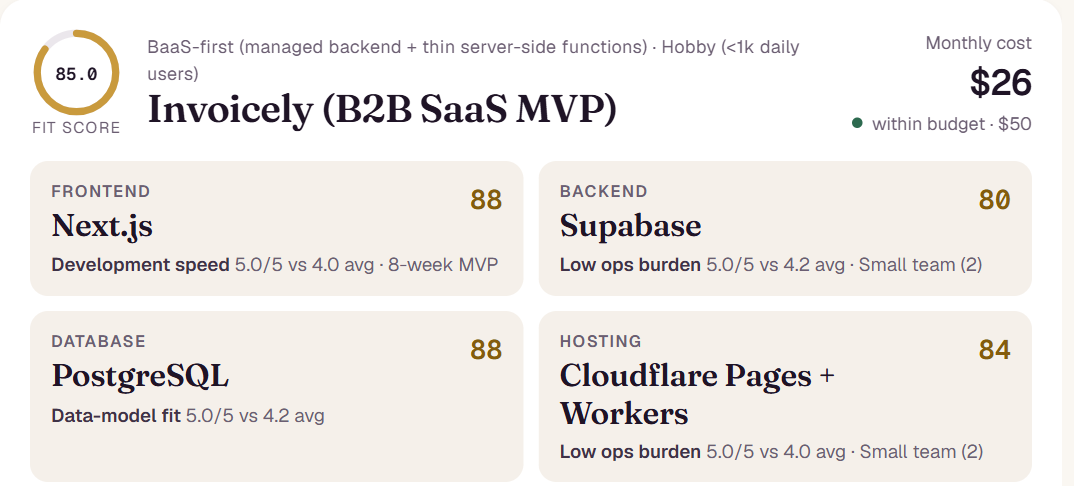 85.0
FIT SCORE
BaaS-first (managed backend + thin server-side functions) · Hobby (<1k daily
users)
Invoicely (B2B SaaS MVP)
Monthly cost
$26
within budget · $50
FRONTEND
88
Next.js
Development speed 5.0/5 vs 4.0 avg · 8-week MVP
BACKEND
80
Supabase
Low ops burden 5.0/5 vs 4.2 avg · Small team (2)
DATABASE
88
PostgreSQL
Data-model fit 5.0/5 vs 4.2 avg
HOSTING
84
Cloudflare Pages +
Workers
Low ops burden 5.0/5 vs 4.0 avg · Small team (2)